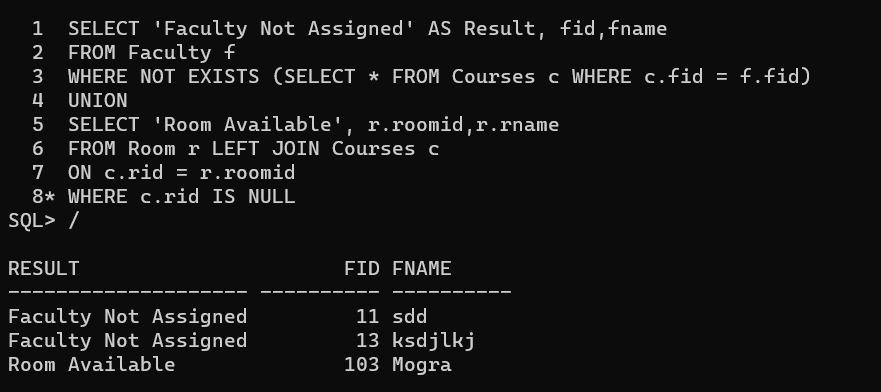 1  SELECT 'Faculty Not Assigned' AS Result, fid,fname
2  FROM Faculty f
3  WHERE NOT EXISTS (SELECT * FROM Courses c WHERE c.fid = f.fid)
4  UNION
5  SELECT 'Room Available', r.roomid,r.rname
6  FROM Room r LEFT JOIN Courses c
7  ON c.rid = r.roomid
8* WHERE c.rid IS NULL
SQL> /
RESULT                      FID FNAME
-------------------- ---------- ----------
Faculty Not Assigned         11 sdd
Faculty Not Assigned         13 ksdjlkj
Room Available              103 Mogra